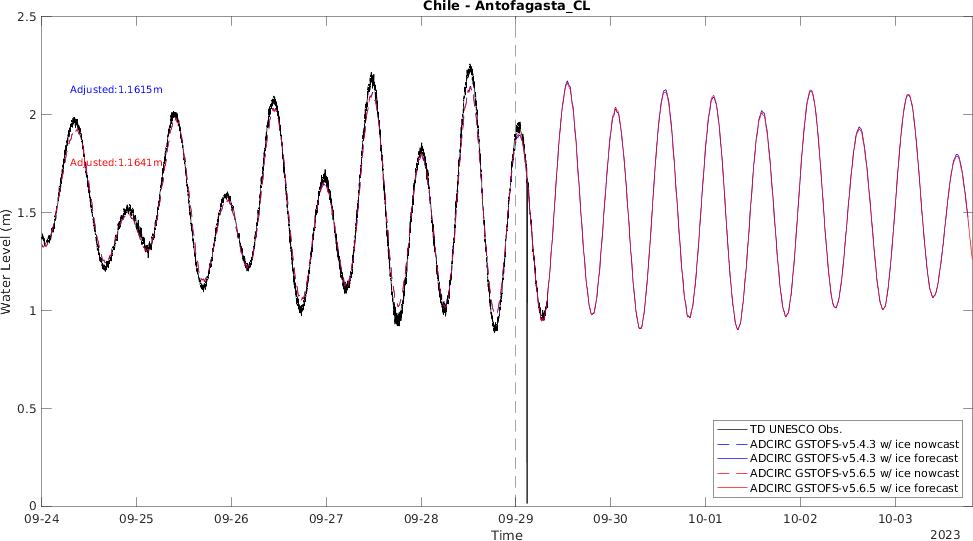 Chile - Antofagasta_CL
2.5
Adjusted:1.1615m
2
Adjusted:1.1641m
1.5
Water Level (m)
1
0.5
TD UNESCO Obs.
ADCIRC GSTOFS-v5.4.3 w/ ice nowcast
ADCIRC GSTOFS-v5.4.3 w/ ice forecast
ADCIRC GSTOFS-v5.6.5 w/ ice nowcast
ADCIRC GSTOFS-v5.6.5 w/ ice forecast
0
09-24 09-25 09-26 09-27 09-28 09-29 09-30 10-01 10-02 10-03
Time
2023